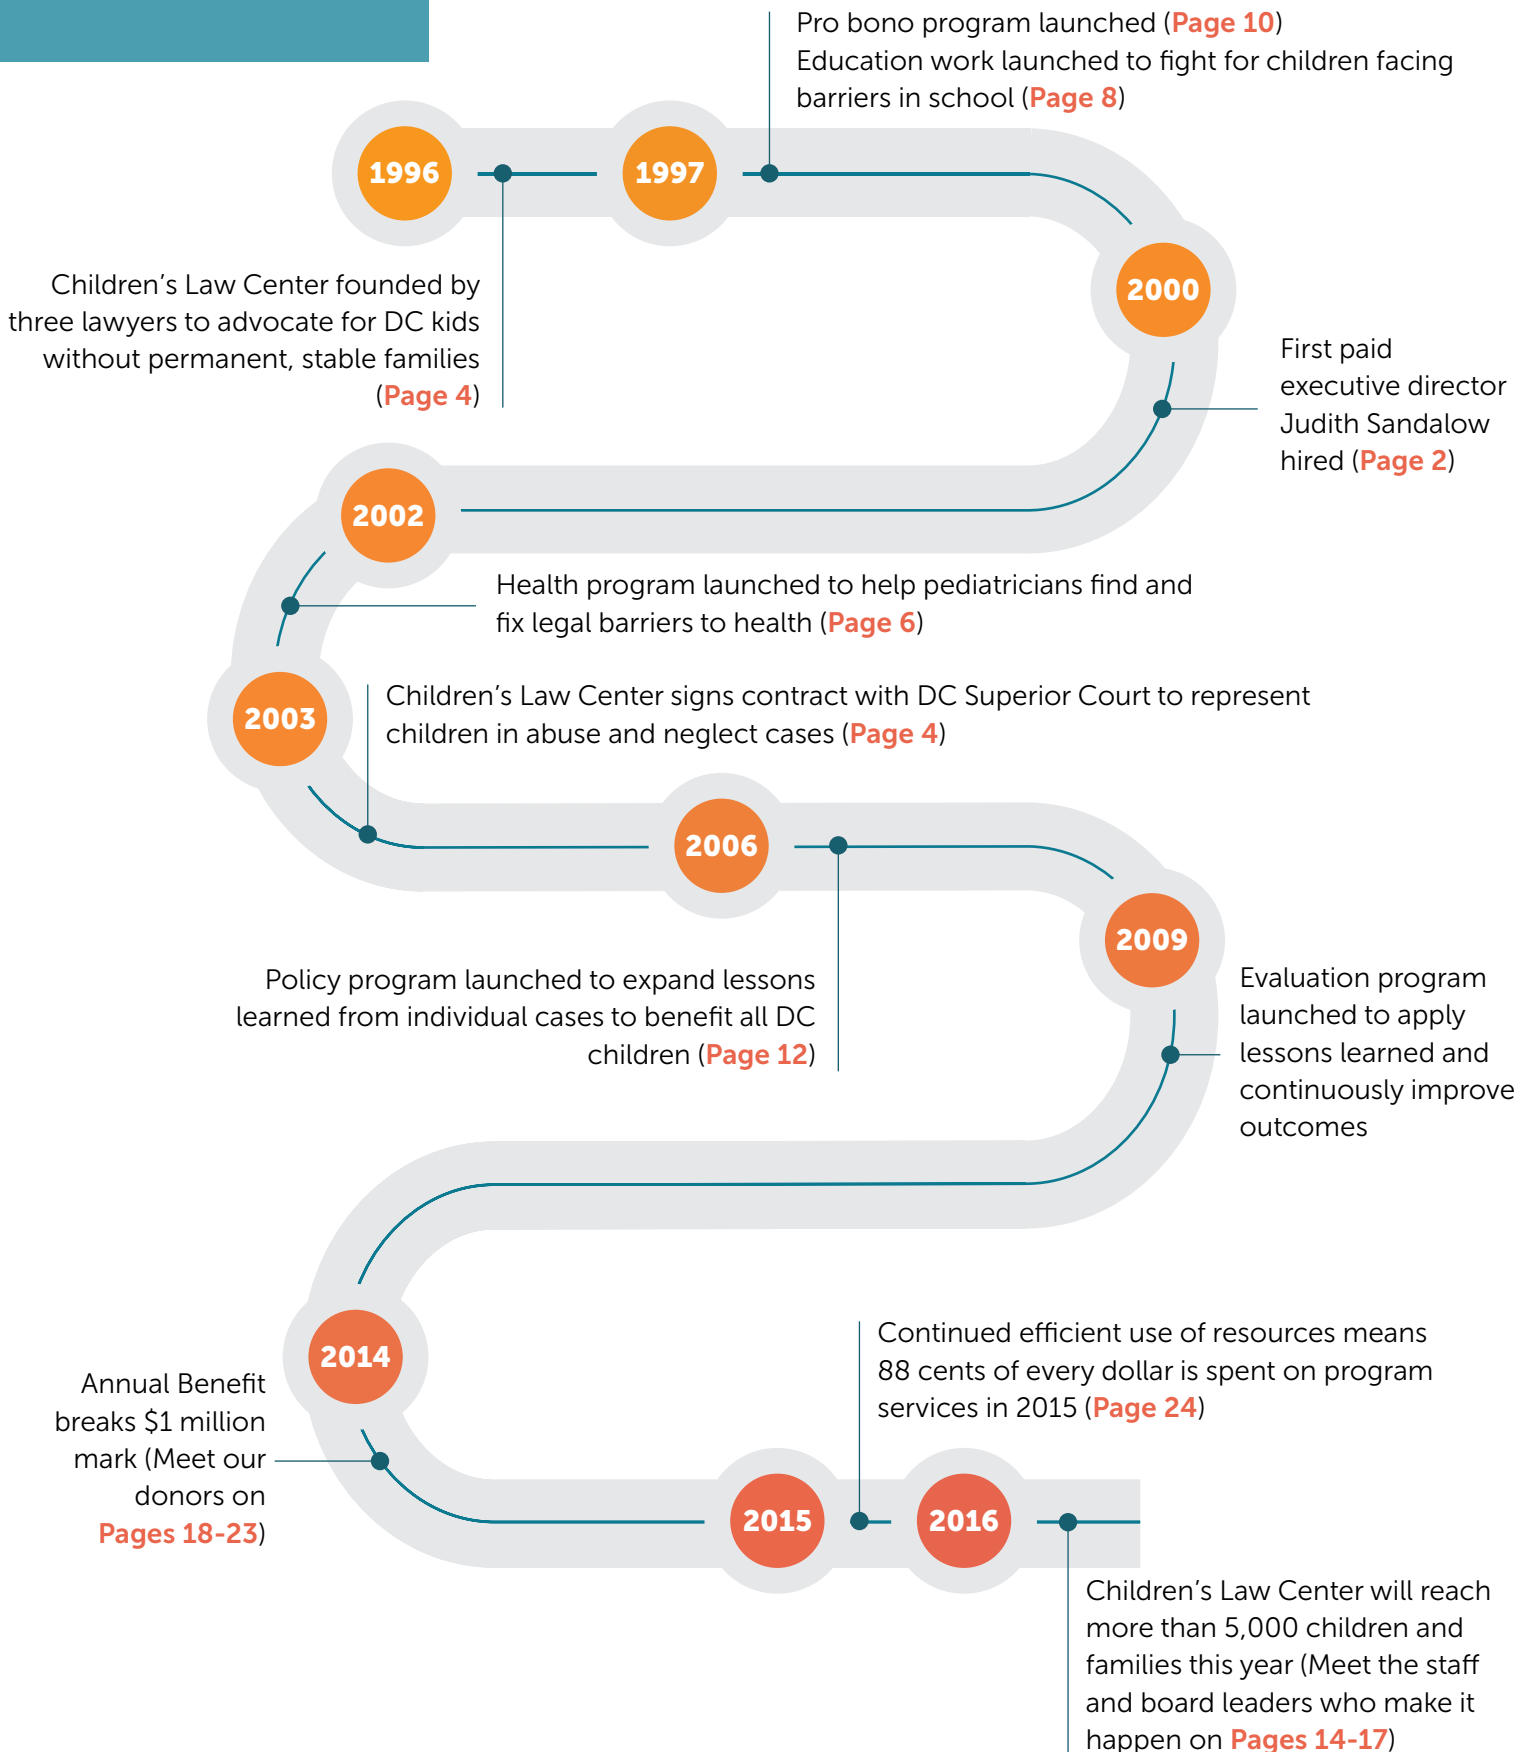 Pro bono program launched (Page 10)
Education work launched to fight for children facing
barriers in school (Page 8)
1996
1997
Children's Law Center founded by
three lawyers to advocate for DC kids
without permanent, stable families
(Page 4)
2000
First paid
executive director
Judith Sandalow
hired (Page 2)
2002
Health program launched to help pediatricians find and
fix legal barriers to health (Page 6)
2003
Children's Law Center signs contract with DC Superior Court to represent
children in abuse and neglect cases (Page 4)
2006
Policy program launched to expand lessons
learned from individual cases to benefit all DC
children (Page 12)
2009
Evaluation program
launched to apply
lessons learned and
continuously improve
outcomes
2014
Annual Benefit
breaks $1 million
mark (Meet our
donors on
Pages 18-23)
Continued efficient use of resources means
88 cents of every dollar is spent on program
services in 2015 (Page 24)
2015
2016
Children's Law Center will reach
more than 5,000 children and
families this year (Meet the staff
and board leaders who make it
happen on Pages 14-17)